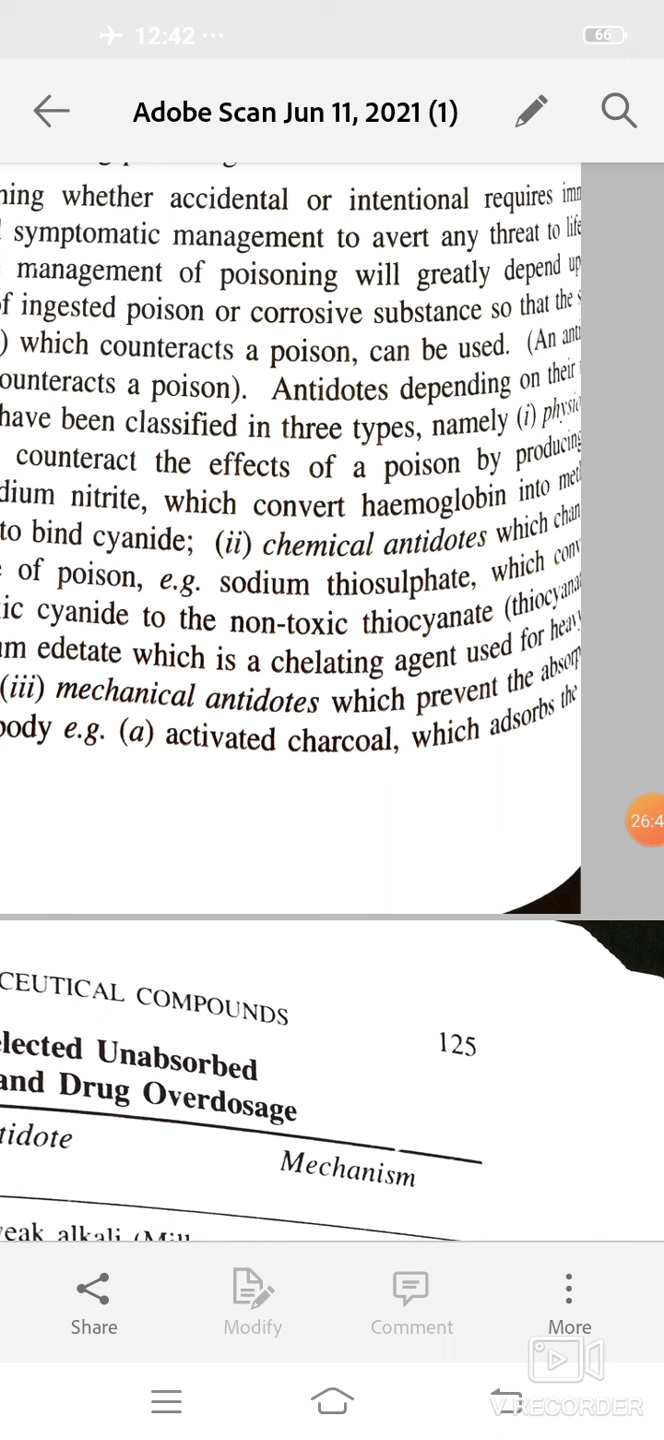 12:42 ...
66
Adobe Scan Jun 11, 2021 (1)
ning whether accidental or intentional requires imm
symptomatic management to avert any threat to life
management of poisoning will greatly depend up
f ingested poison or corrosive substance so that the s
) which counteracts a poison, can be used. (An anti
ounteracts a poison). Antidotes depending on their
have been classified in three types, namely (i) physio
counteract the effects of a poison by producing
dium nitrite, which convert haemoglobin into met
to bind cyanide; (ii) chemical antidotes which chan
of poison, e.g. sodium thiosulphate, which conv
ic cyanide to the non-toxic thiocyanate (thiocyana
um edetate which is a chelating agent used for heavy
(iii) mechanical antidotes which prevent the absorp
body e.g. (a) activated charcoal, which adsorbs the
26:4
CEUTICAL COMPOUNDS
125
elected Unabsorbed
and Drug Overdosage
tidote
Mechanism
eak alkali (Mil
Share
Modify
Comment
More
V RECORDER